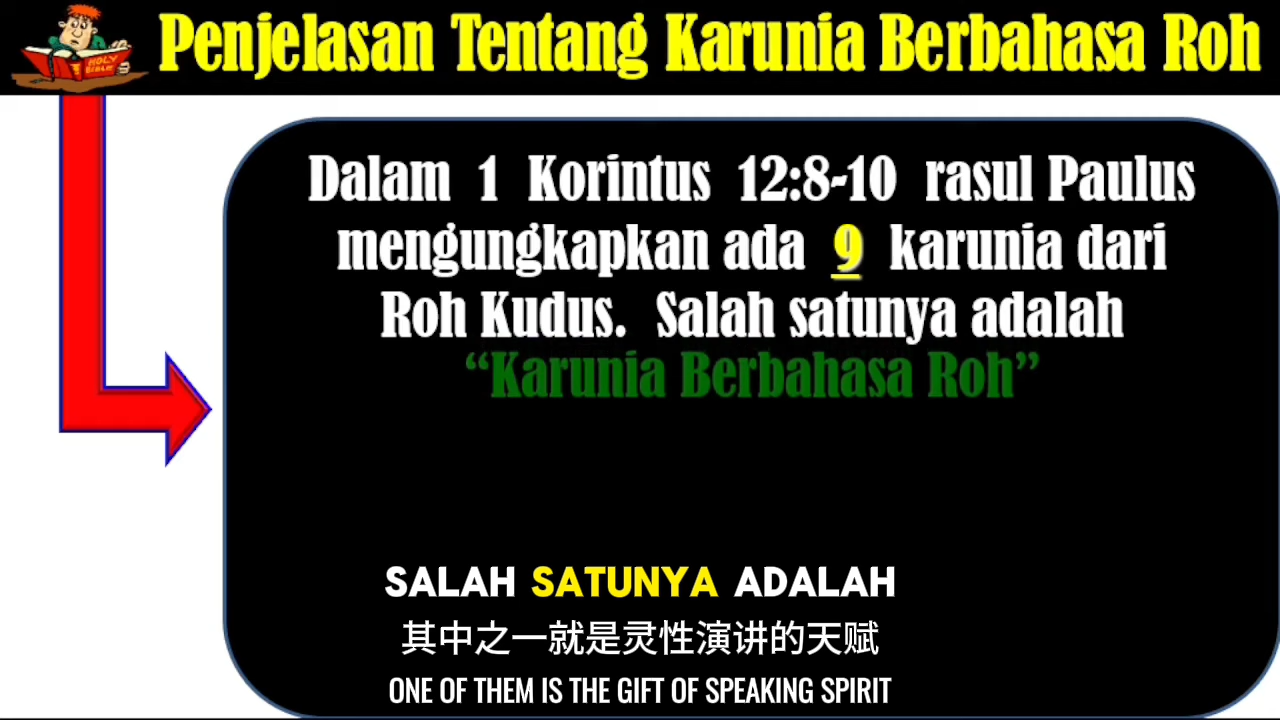 Penjelasan Tentang Karunia Berbahasa Roh
HOLY
BIBLE
Dalam 1 Korintus 12:8-10 rasul Paulus
mengungkapkan ada 9 karunia dari
Roh Kudus. Salah satunya adalah
“Karunia Berbahasa Roh”
SALAH SATUNYA ADALAH
其中之一就是灵性演讲的天赋
ONE OF THEM IS THE GIFT OF SPEAKING SPIRIT